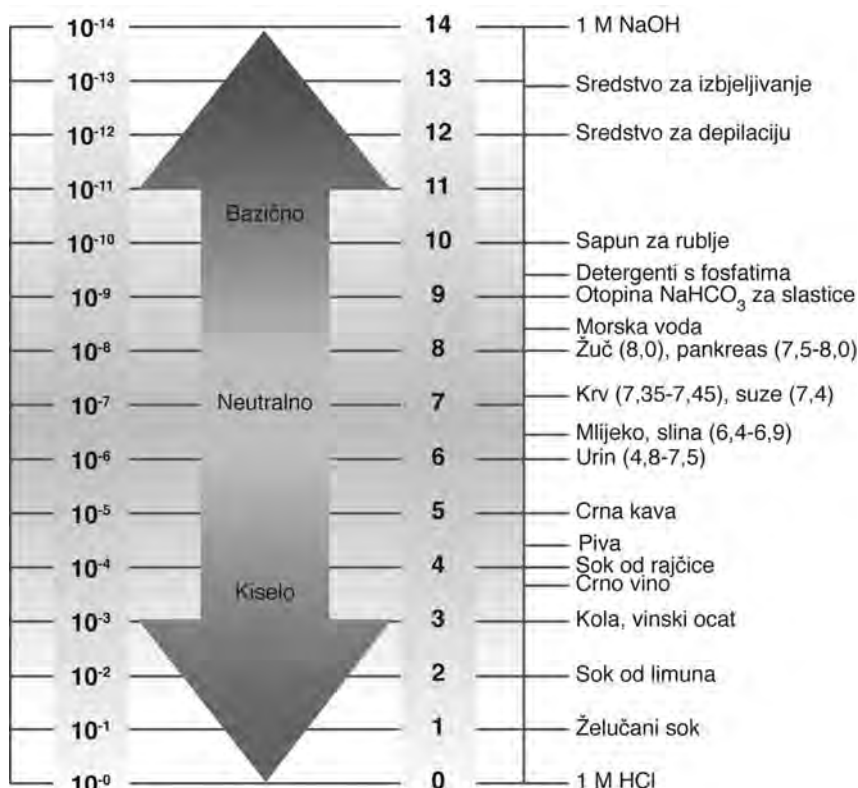 10⁻¹⁴ 14 1 M NaOH
10⁻¹³ 13 Sredstvo za izbjeljivanje
10⁻¹² 12 Sredstvo za depilaciju
10⁻¹¹ 11
Bazično
10⁻¹⁰ 10 Sapun za rublje
Detergenti s fosfatima
10⁻⁹ 9 Otopina NaHCO₃ za slastice
Morska voda
10⁻⁸ 8 Žuč (8,0), pankreas (7,5-8,0)
10⁻⁷ Neutralno 7 Krv (7,35-7,45), suze (7,4)
Mlijeko, slina (6,4-6,9)
10⁻⁶ 6 Urin (4,8-7,5)
10⁻⁵ 5 Crna kava
Piva
10⁻⁴ 4 Sok od rajčice
Kiselo Crno vino
10⁻³ 3 Kola, vinski ocat
10⁻² 2 Sok od limuna
10⁻¹ 1 Želučani sok
10⁻⁰ 0 1 M HCl